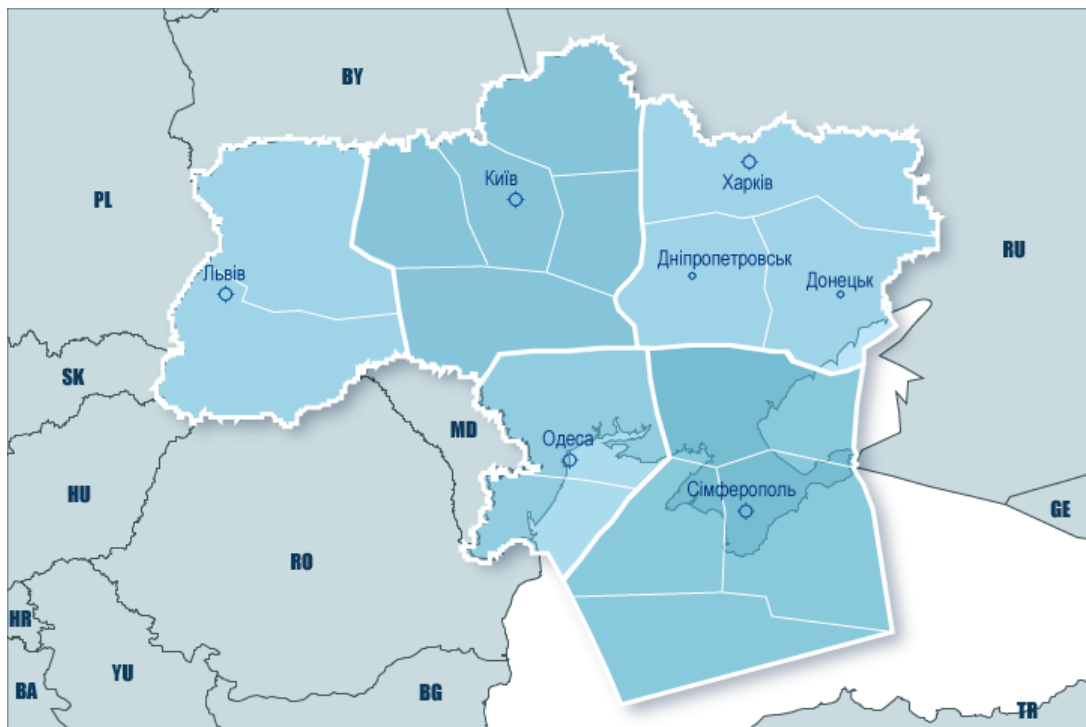 BY
Київ
Харків
PL
RU
Дніпропетровськ
Львів
Донецьк
SK
MD
Одеса
HU
Сімферополь
GE
RO
HR
YU
BA
BG
TR